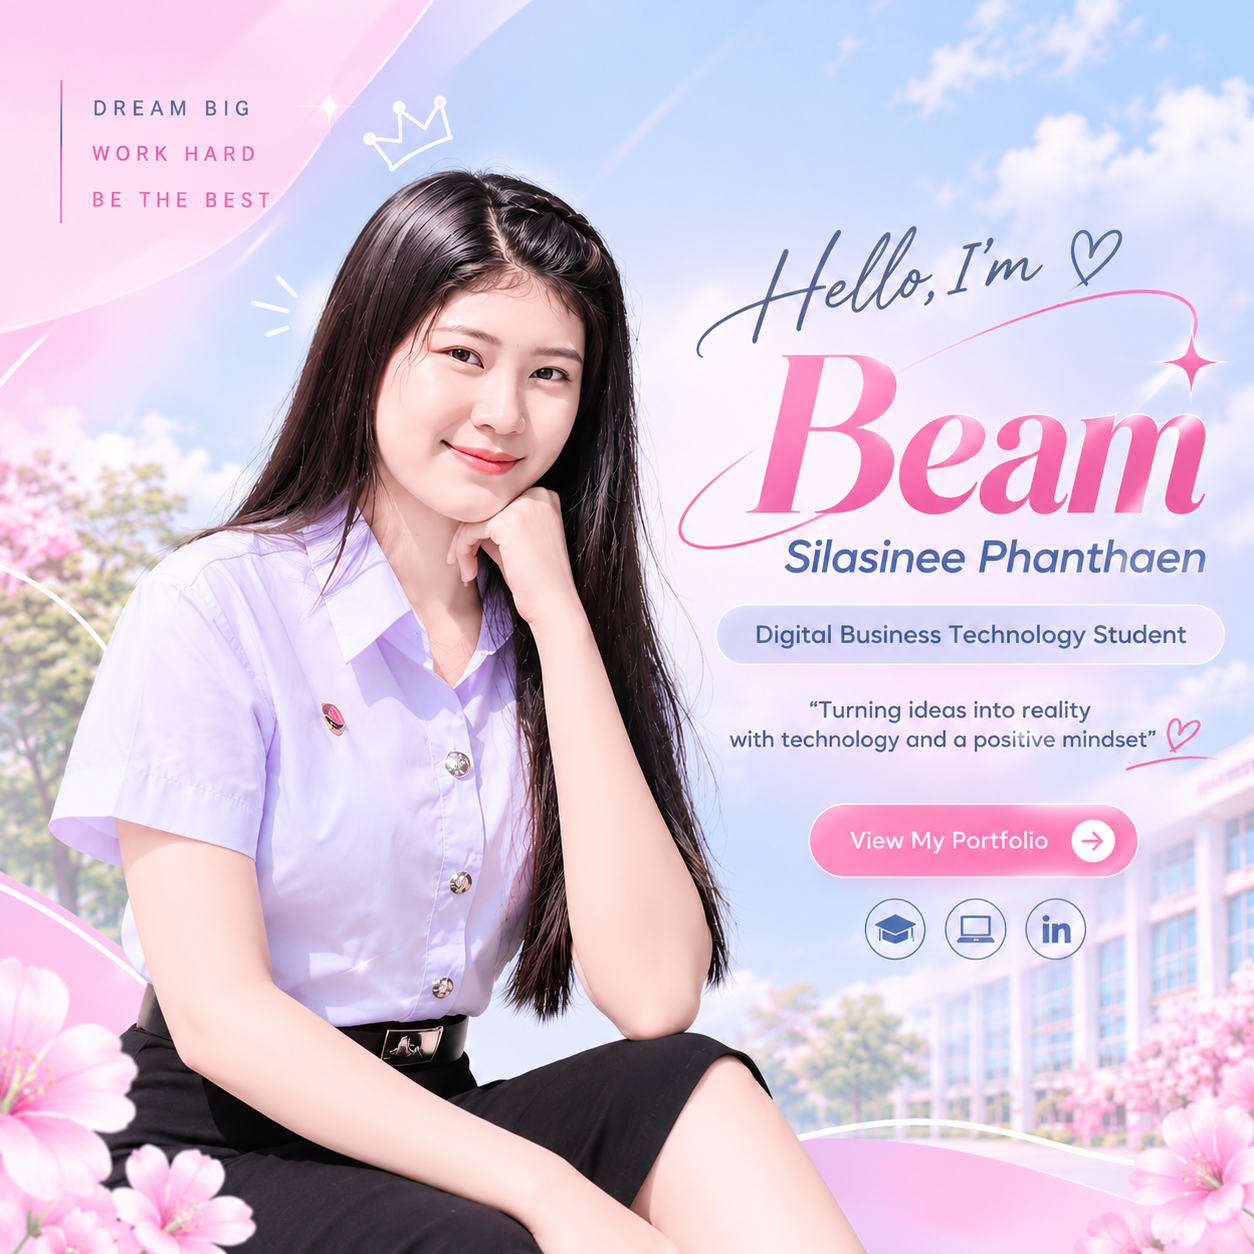 DREAM BIG
WORK HARD
BE THE BEST
Hello, I'm
Beam
Silasinee Phanthaen
Digital Business Technology Student
“Turning ideas into reality
with technology and a positive mindset”
View My Portfolio
in